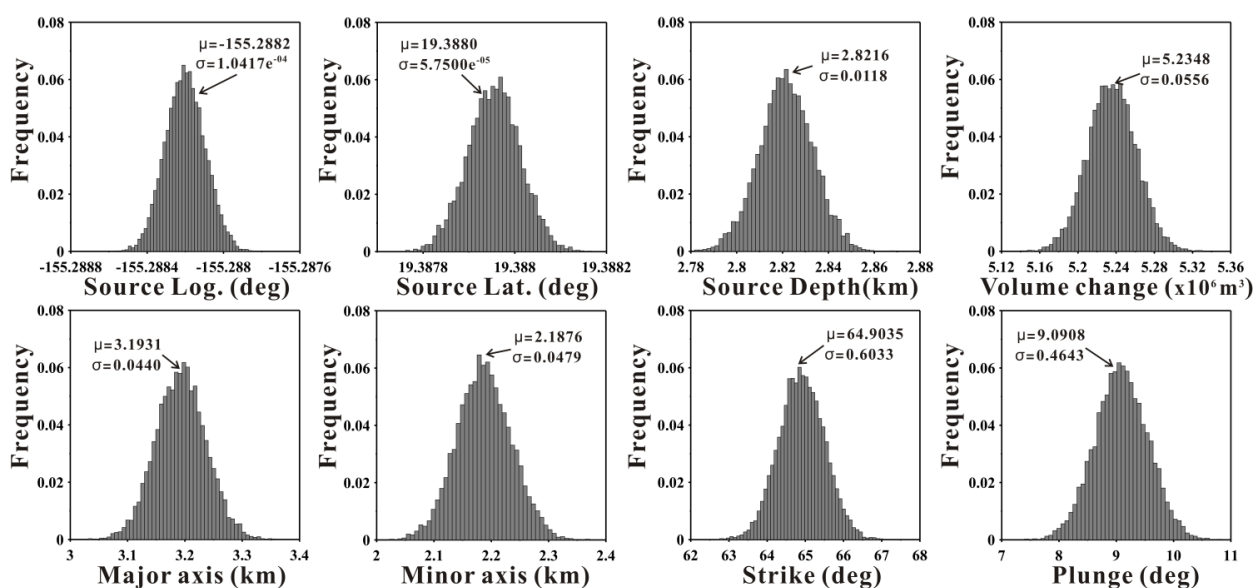 0.08
0.06
0.04
0.02
0
Frequency
μ=-155.2882
σ=1.0417e-04
-155.2888 -155.2884 -155.288 -155.2876
Source Log. (deg)
0.08
0.06
0.04
0.02
0
Frequency
μ=19.3880
σ=5.7500e-05
19.3878 19.388 19.3882
Source Lat. (deg)
0.08
0.06
0.04
0.02
0
Frequency
μ=2.8216
σ=0.0118
2.78 2.8 2.82 2.84 2.86 2.88
Source Depth(km)
0.08
0.06
0.04
0.02
0
Frequency
μ=5.2348
σ=0.0556
5.12 5.16 5.2 5.24 5.28 5.32 5.36
Volume change (x10⁶m³)
0.08
0.06
0.04
0.02
0
Frequency
μ=3.1931
σ=0.0440
3 3.1 3.2 3.3 3.4
Major axis (km)
0.08
0.06
0.04
0.02
0
Frequency
μ=2.1876
σ=0.0479
2 2.1 2.2 2.3 2.4
Minor axis (km)
0.08
0.06
0.04
0.02
0
Frequency
μ=64.9035
σ=0.6033
62 63 64 65 66 67 68
Strike (deg)
0.08
0.06
0.04
0.02
0
Frequency
μ=9.0908
σ=0.4643
7 8 9 10 11
Plunge (deg)